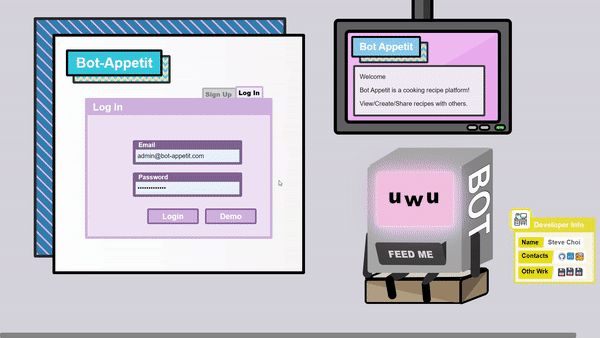 Bot-Appetit
Sign Up
Log In
Log In
Email
admin@bot-appetit.com
Password
•••••••••••••
Login
Demo
Bot Appetit
Welcome
Bot Appetit is a cooking recipe platform!
View/Create/Share recipes with others.
uwu
FEED ME
BOT
Developer Info
Name
Steve Choi
Contacts
Othr Wrk